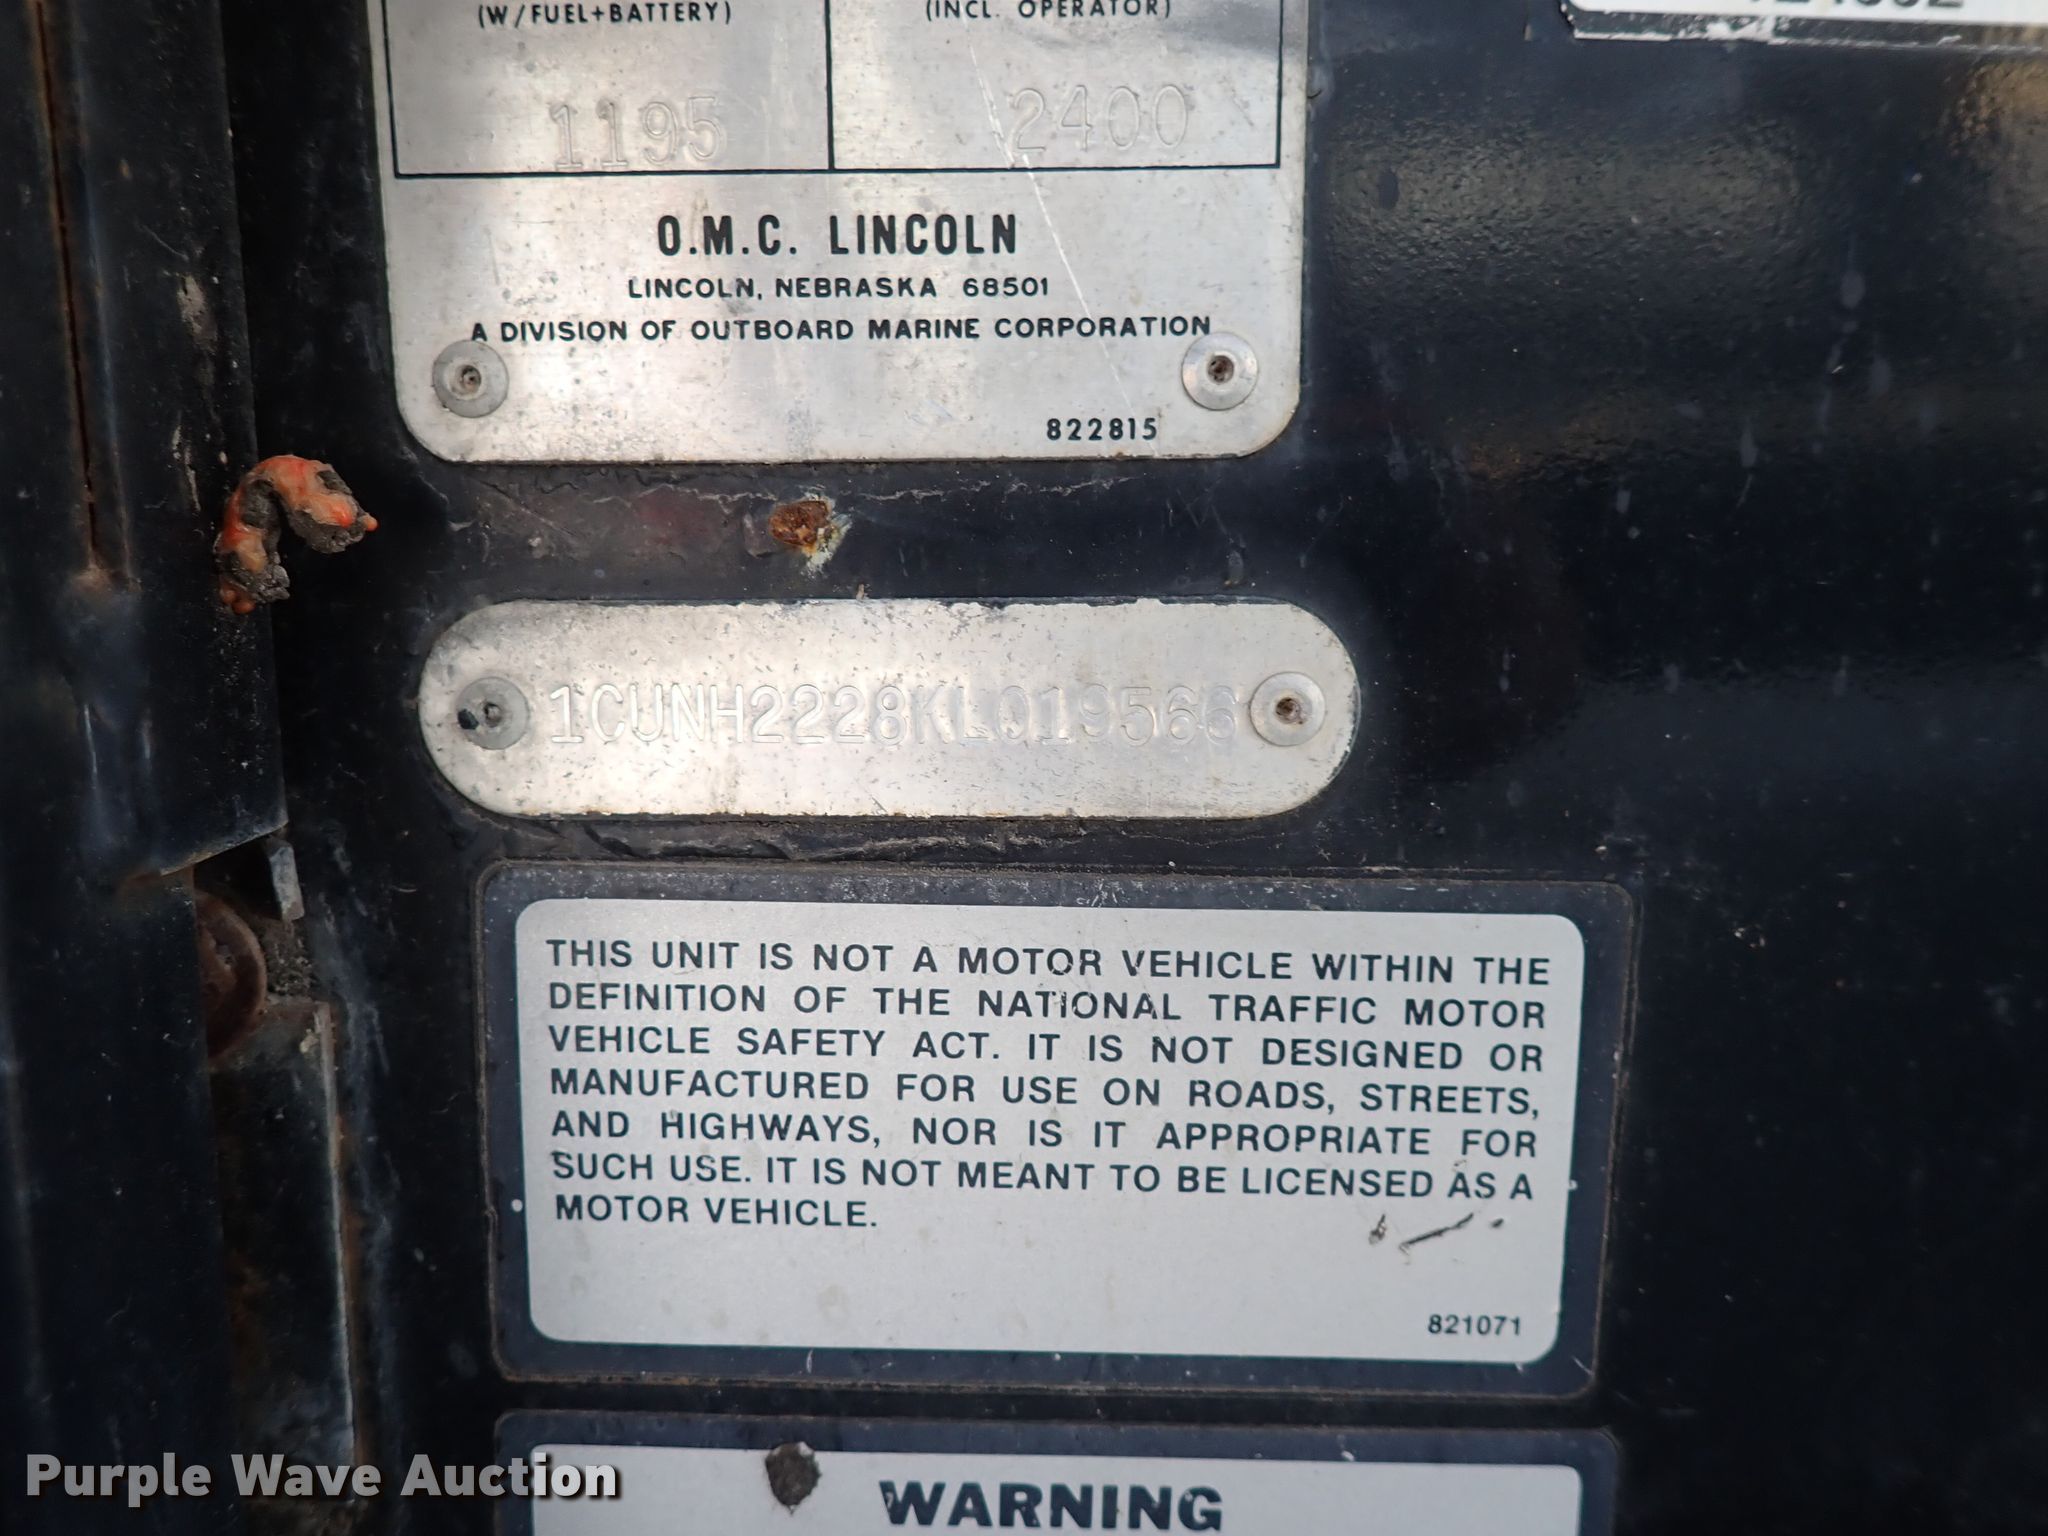 (W/FUEL+BATTERY)
(INCL. OPERATOR)
1195
2400
O.M.C. LINCOLN
LINCOLN, NEBRASKA 68501
A DIVISION OF OUTBOARD MARINE CORPORATION
822815
1CUNH2228KL019566
THIS UNIT IS NOT A MOTOR VEHICLE WITHIN THE
DEFINITION OF THE NATIONAL TRAFFIC MOTOR
VEHICLE SAFETY ACT. IT IS NOT DESIGNED OR
MANUFACTURED FOR USE ON ROADS, STREETS,
AND HIGHWAYS, NOR IS IT APPROPRIATE FOR
SUCH USE. IT IS NOT MEANT TO BE LICENSED AS A
MOTOR VEHICLE.
821071
WARNING
Purple Wave Auction